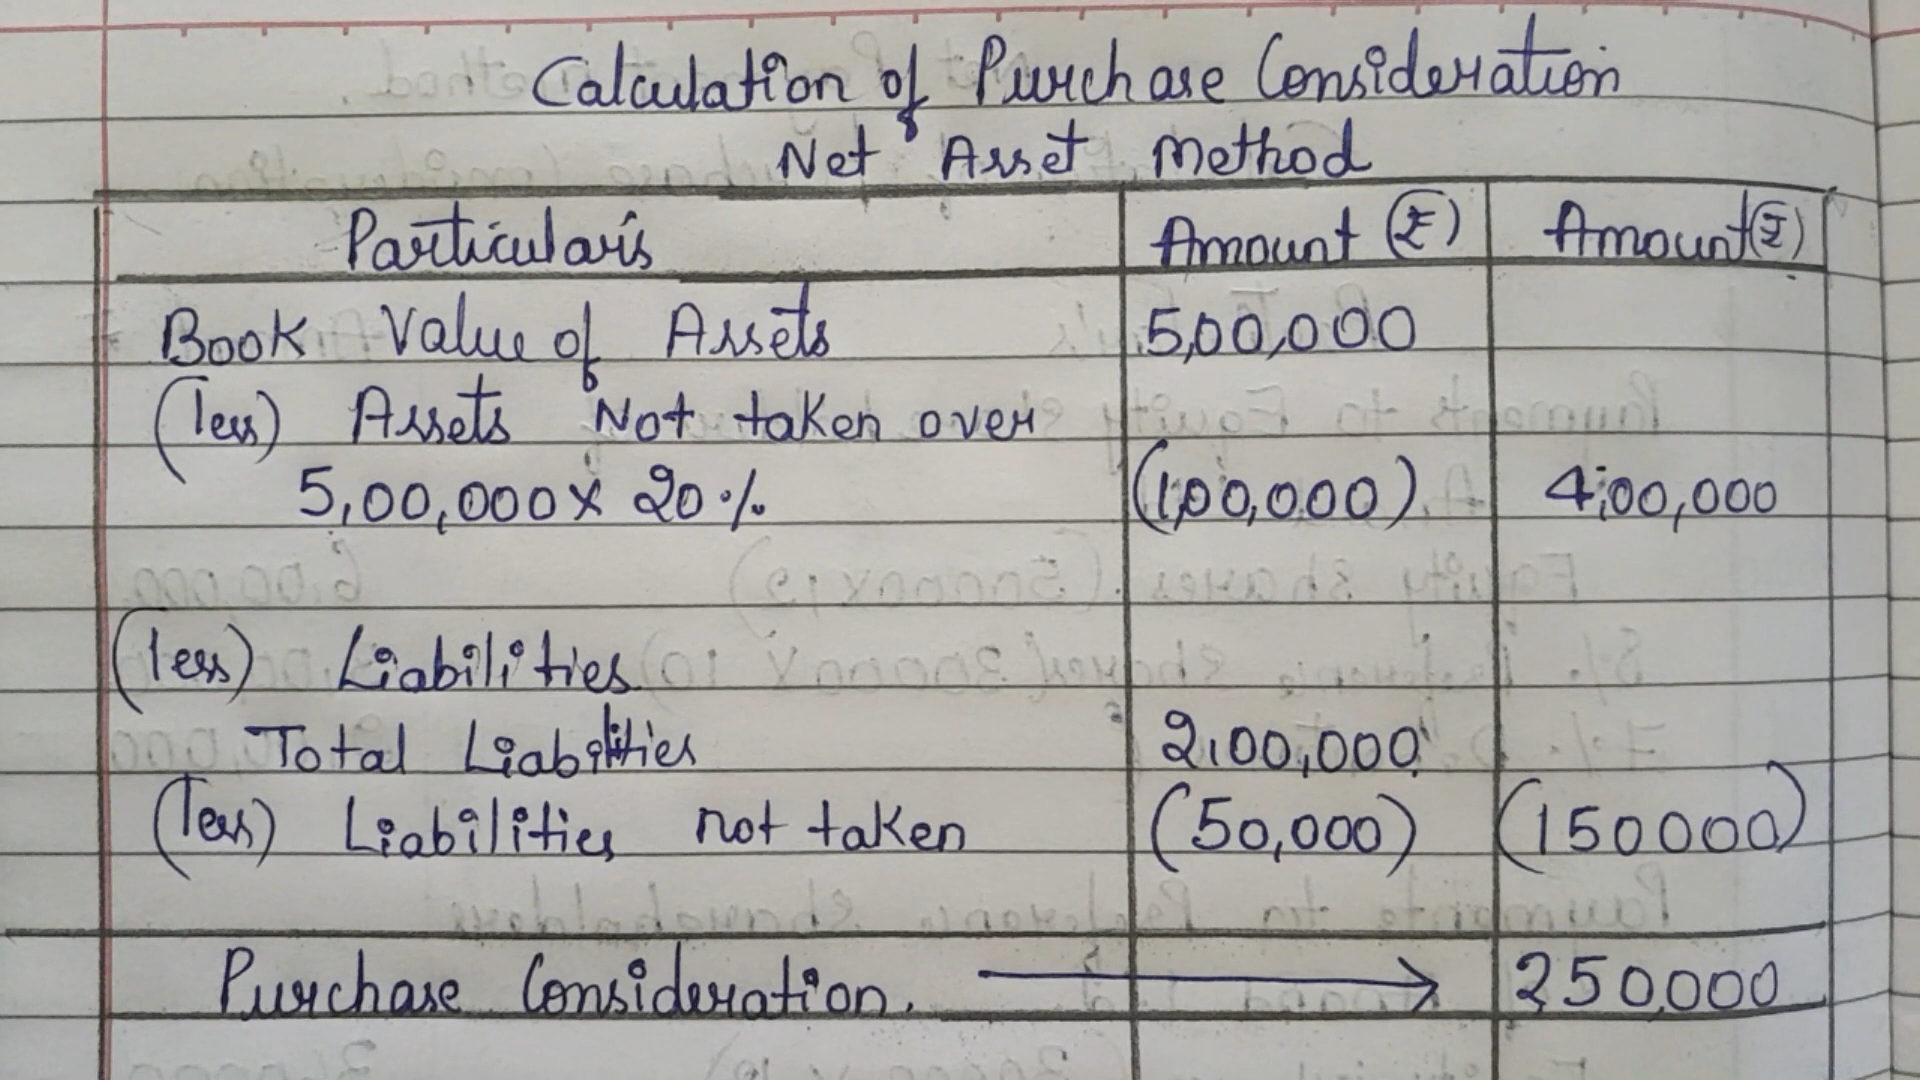 Calculation of Purchase Consideration
Net Asset Method
Particulars Amount (₹) Amount (₹)
Book Value of Assets 5,00,000
(less) Assets Not taken over
5,00,000 x 20% (1,00,000) 4,00,000
(less) Liabilities
Total Liabilities 2,00,000
(less) Liabilities not taken (50,000) (150000)
Purchase Consideration. → 250,000